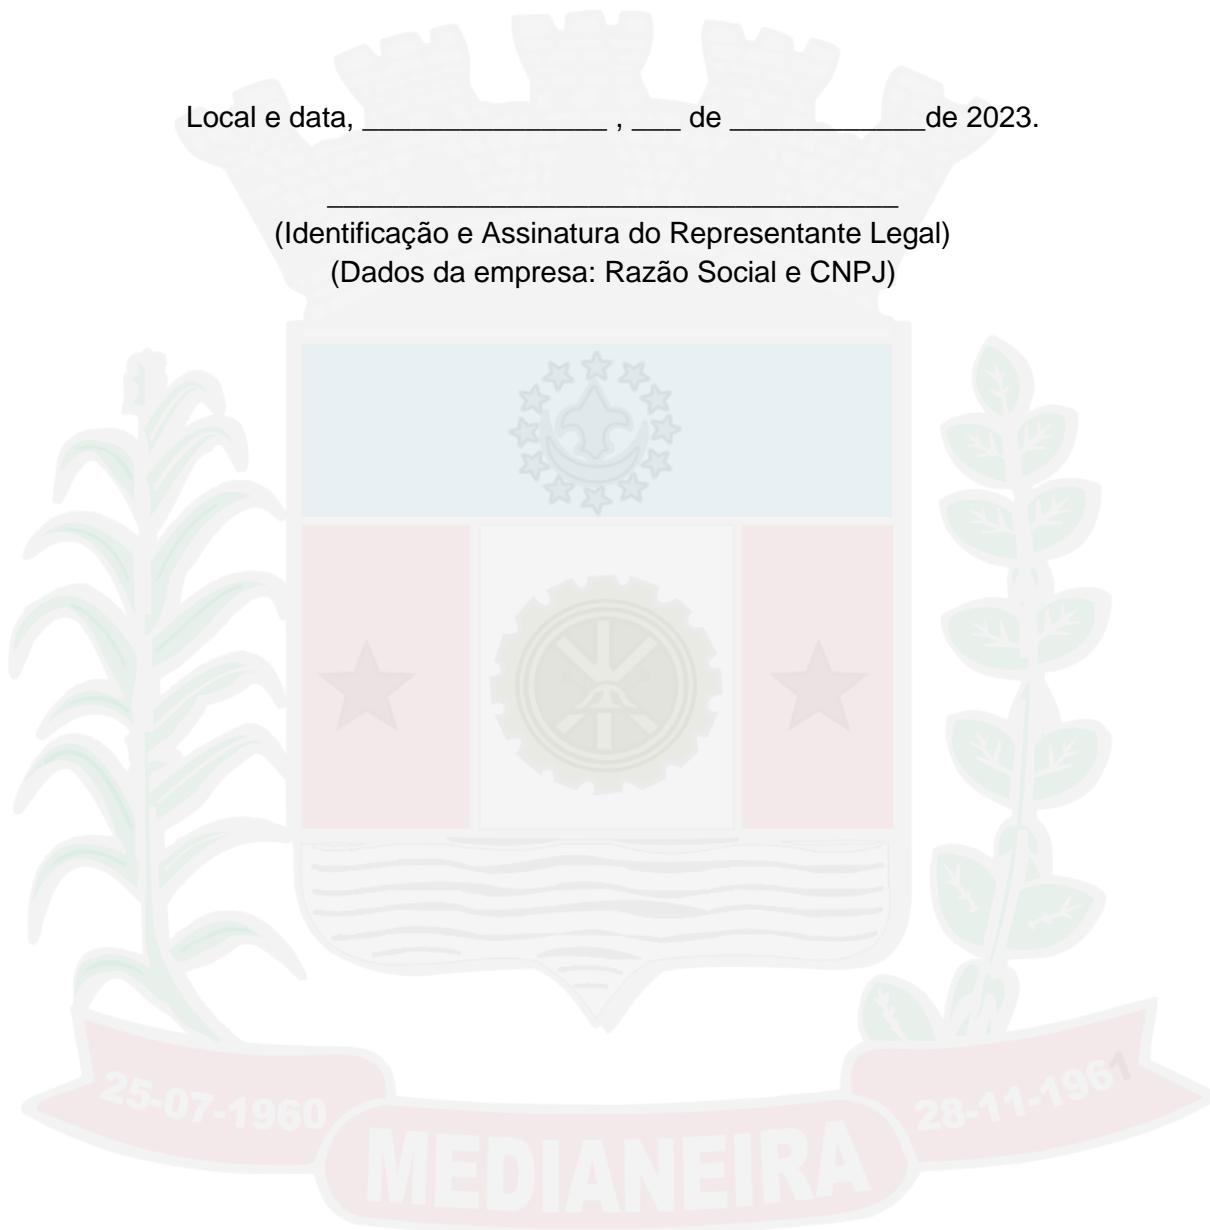 Local e data, _______________ , ___ de ____________de 2023.
___________________________________
(Identificação e Assinatura do Representante Legal)
(Dados da empresa: Razão Social e CNPJ)
25-07-1960
28-11-1961
MEDIANEIRA